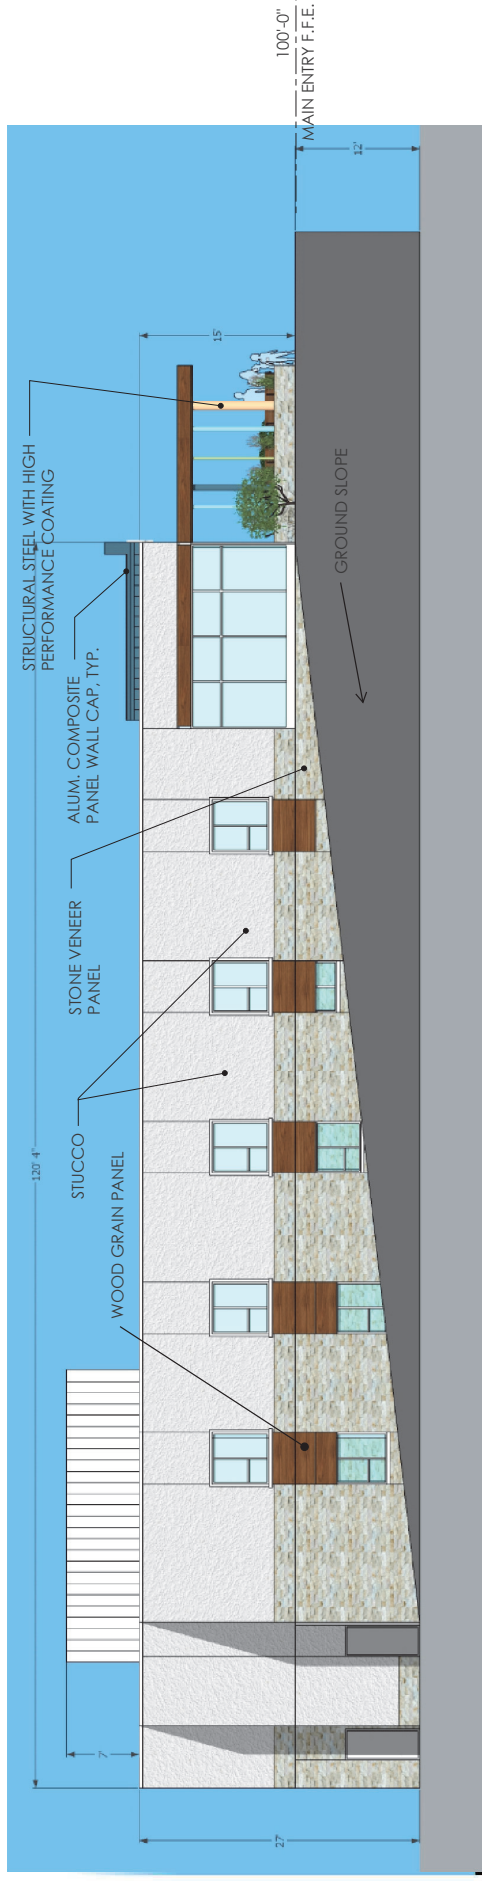 120' 4"
STRUCTURAL STEEL WITH HIGH
PERFORMANCE COATING
ALUM. COMPOSITE
PANEL WALL CAP, TYP.
STONE VENEER
PANEL
STUCCO
WOOD GRAIN PANEL
7'
27'
15'
100'-0"
MAIN ENTRY F.F.E.
12'
GROUND SLOPE